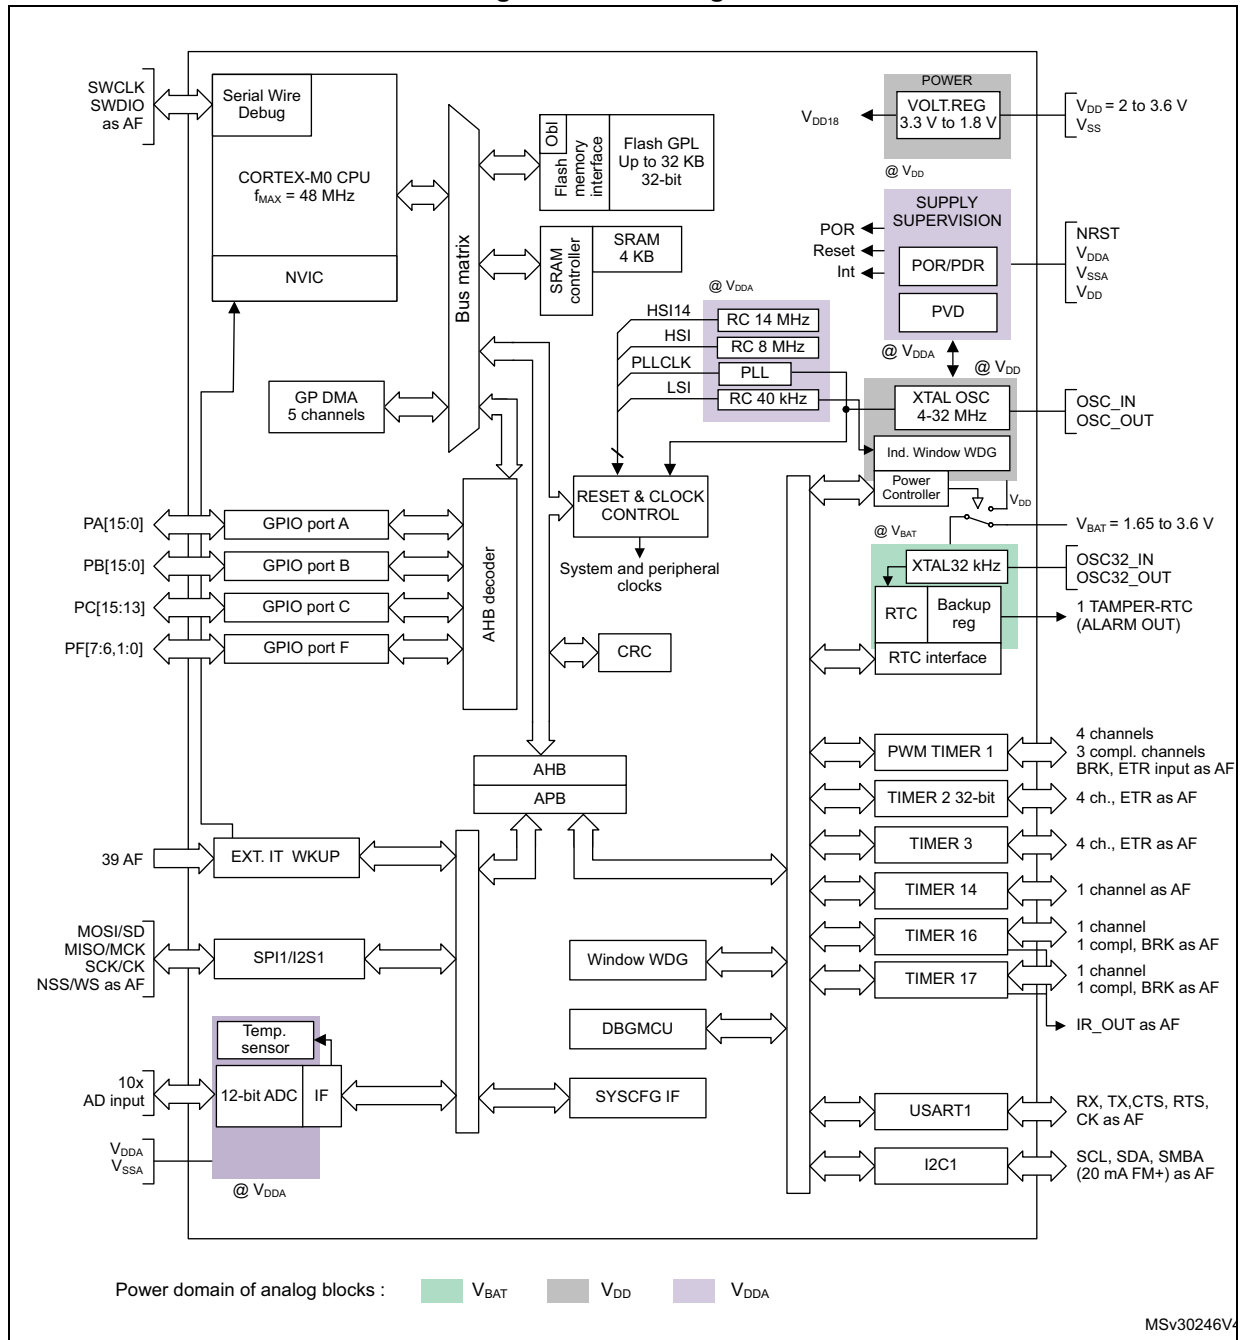 SWCLK
SWDIO
as AF
Serial Wire
Debug
CORTEX-M0 CPU
fMAX = 48 MHz
NVIC
Bus matrix
Obl
Flash
memory
interface
Flash GPL
Up to 32 KB
32-bit
SRAM
controller
SRAM
4 KB
POWER
VOLT.REG
3.3 V to 1.8 V
VDD18
VDD = 2 to 3.6 V
VSS
@ VDD
SUPPLY
SUPERVISION
POR
Reset
Int
POR/PDR
PVD
NRST
VDDA
VSSA
VDD
@ VDDA
@ VDD
@ VDDA
HSI14
HSI
PLLCLK
LSI
RC 14 MHz
RC 8 MHz
PLL
RC 40 kHz
XTAL OSC
4-32 MHz
OSC_IN
OSC_OUT
Ind. Window WDG
Power
Controller
VDD
VBAT = 1.65 to 3.6 V
@ VBAT
XTAL32 kHz
OSC32_IN
OSC32_OUT
RTC
Backup
reg
RTC interface
1 TAMPER-RTC
(ALARM OUT)
GP DMA
5 channels
RESET & CLOCK
CONTROL
System and peripheral
clocks
PA[15:0]
GPIO port A
PB[15:0]
GPIO port B
PC[15:13]
GPIO port C
PF[7:6,1:0]
GPIO port F
AHB decoder
CRC
AHB
APB
PWM TIMER 1
4 channels
3 compl. channels
BRK, ETR input as AF
TIMER 2 32-bit
4 ch., ETR as AF
TIMER 3
4 ch., ETR as AF
TIMER 14
1 channel as AF
TIMER 16
1 channel
1 compl, BRK as AF
TIMER 17
1 channel
1 compl, BRK as AF
IR_OUT as AF
39 AF
EXT. IT WKUP
MOSI/SD
MISO/MCK
SCK/CK
NSS/WS as AF
SPI1/I2S1
Window WDG
DBGMCU
SYSCFG IF
Temp.
sensor
10x
AD input
12-bit ADC
IF
VDDA
VSSA
@ VDDA
USART1
RX, TX,CTS, RTS,
CK as AF
I2C1
SCL, SDA, SMBA
(20 mA FM+) as AF
Power domain of analog blocks :
VBAT
VDD
VDDA
MSv30246V4